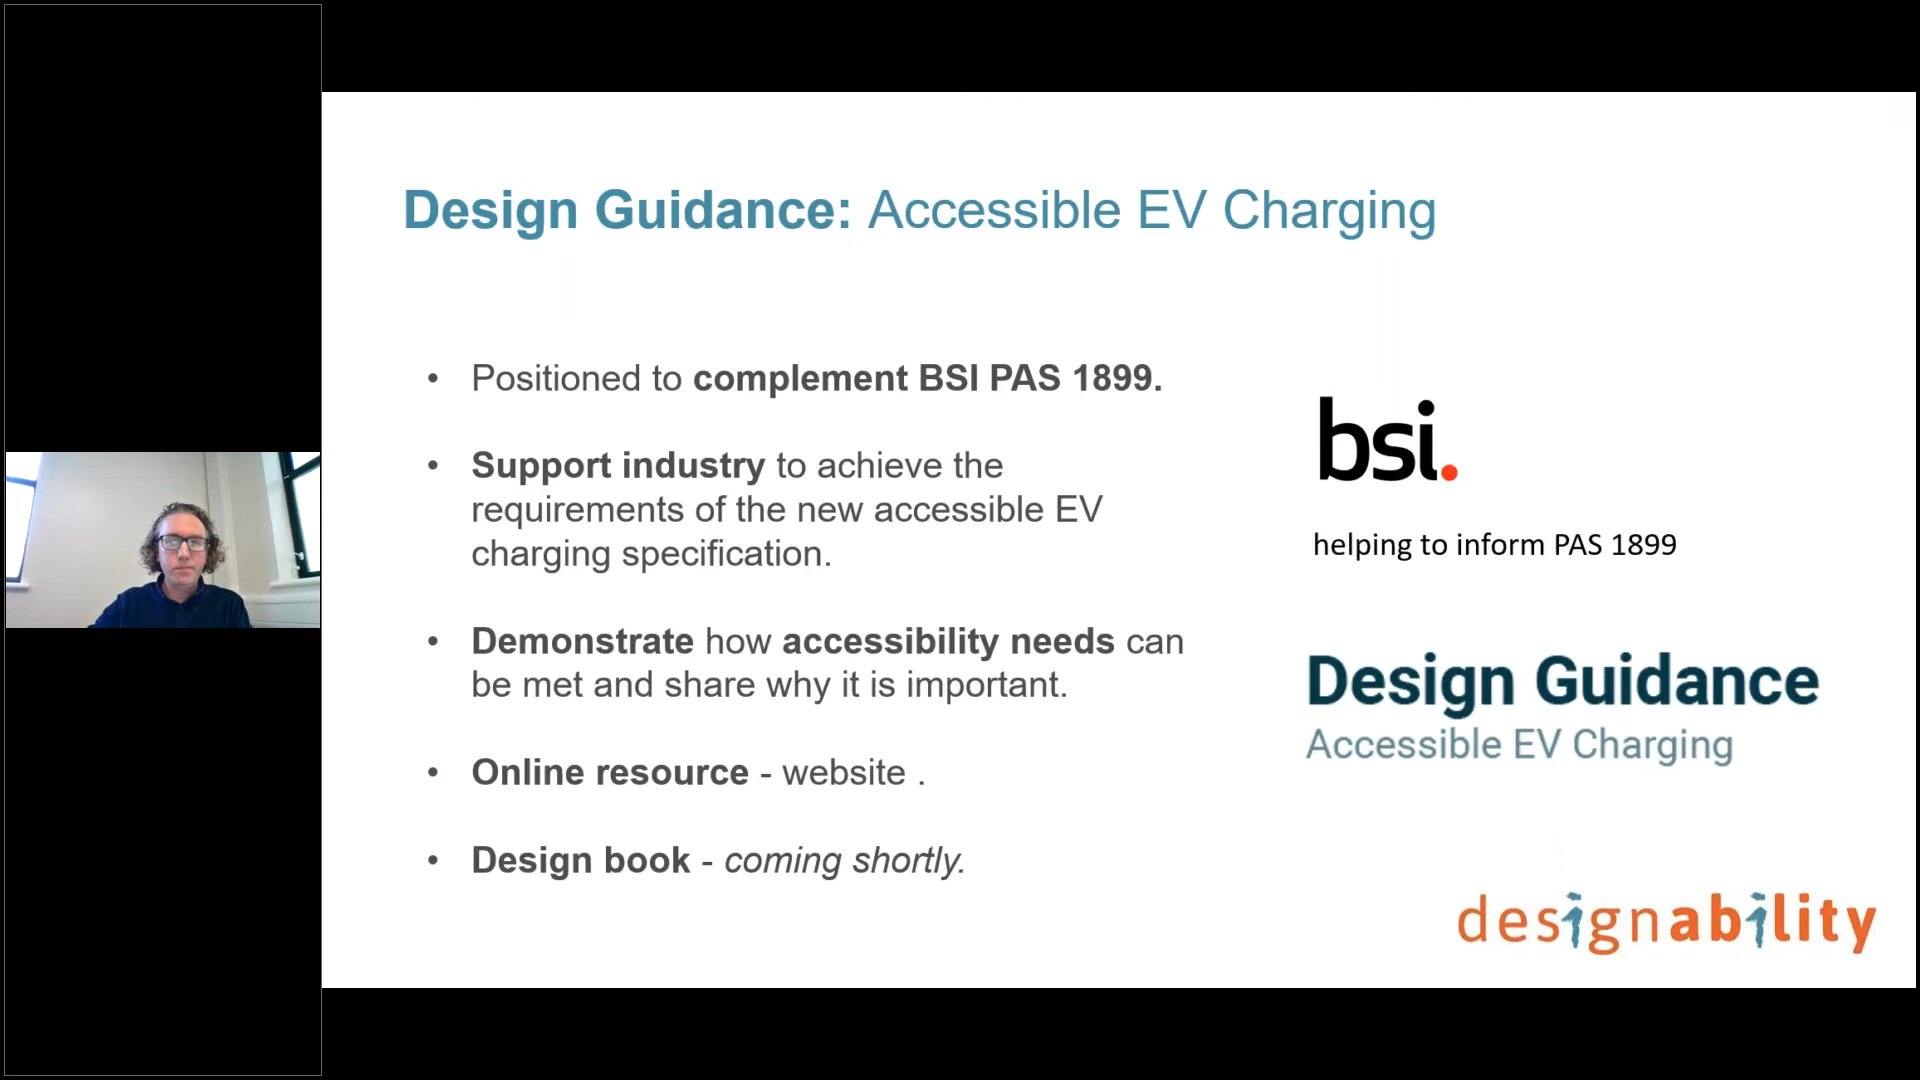 Design Guidance: Accessible EV Charging
• Positioned to complement BSI PAS 1899.
• Support industry to achieve the
requirements of the new accessible EV
charging specification.
• Demonstrate how accessibility needs can
be met and share why it is important.
• Online resource - website .
• Design book - coming shortly.
bsi.
helping to inform PAS 1899
Design Guidance
Accessible EV Charging
designability